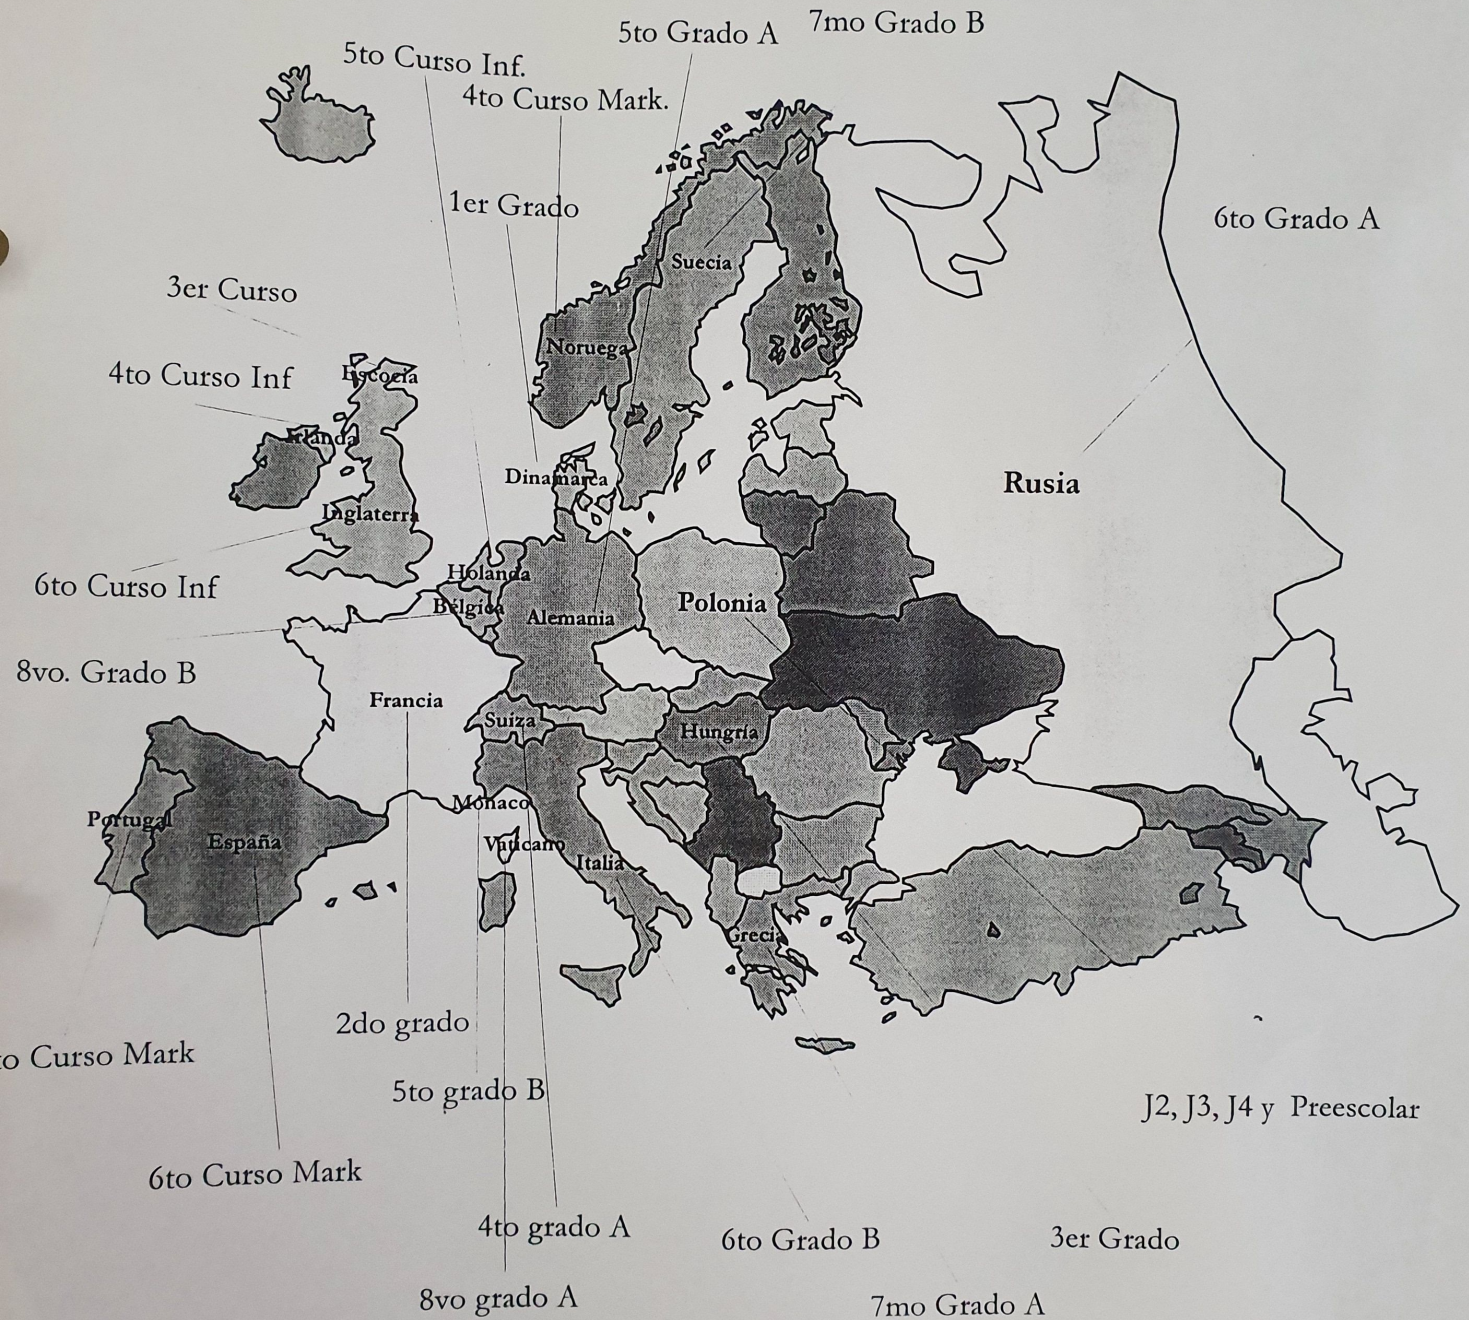 5to Grado A
7mo Grado B
5to Curso Inf.
4to Curso Mark.
1er Grado
6to Grado A
3er Curso
Suecia
Noruega
4to Curso Inf
Escocia
Irlanda
Dinamarca
Rusia
Inglaterra
6to Curso Inf
Holanda
Bélgica
Alemania
Polonia
8vo. Grado B
Francia
Suiza
Hungría
Mónaco
Portugal
España
Vaticano
Italia
Grecia
2do grado
to Curso Mark
5to grado B
J2, J3, J4 y Preescolar
6to Curso Mark
4to grado A
6to Grado B
3er Grado
8vo grado A
7mo Grado A